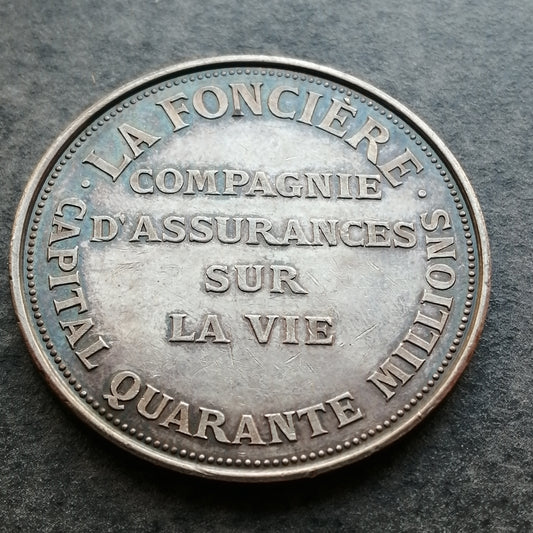 LA FONCIÈRE
COMPAGNIE
D'ASSURANCES
SUR
LA VIE
CAPITAL QUARANTE MILLIONS